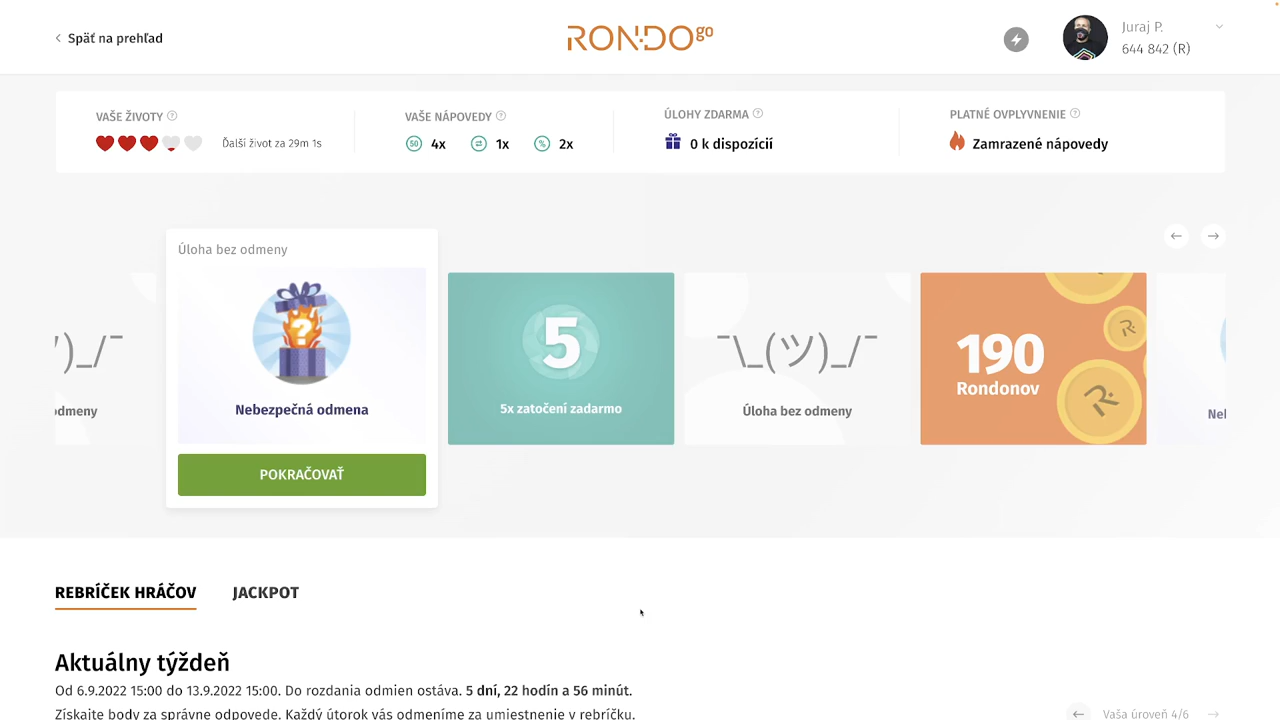 Späť na prehľad
RONDO go
Juraj P.
644 842 (R)
VAŠE ŽIVOTY
Ďalší život za 29m 1s
VAŠE NÁPOVEDY
50 4x
1x
% 2x
ÚLOHY ZDARMA
0 k dispozícií
PLATNÉ OVPLYVNENIE
Zamrazené nápovedy
Úloha bez odmeny
?
Nebezpečná odmena
POKRAČOVAŤ
5
5x zatočení zadarmo
¯\_(ツ)_/¯
Úloha bez odmeny
190
Rondonov
REBRÍČEK HRÁČOV
JACKPOT
Aktuálny týždeň
Od 6.9.2022 15:00 do 13.9.2022 15:00. Do rozdania odmien ostáva. 5 dní, 22 hodín a 56 minút.
Získajte body za správne odpovede. Každý útorok vás odmeníme za umiestnenie v rebríčku.
Vaša úroveň 4/6